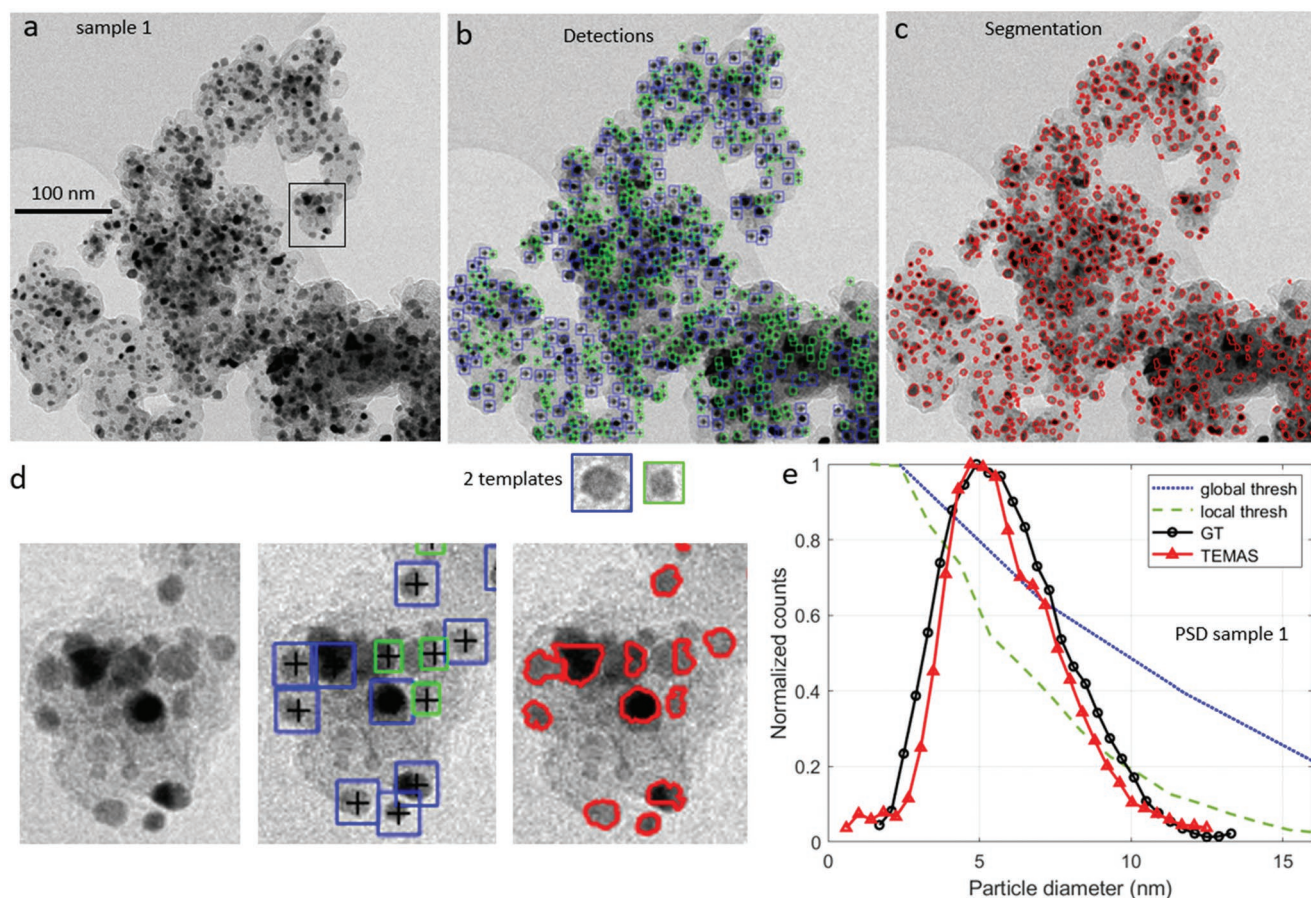 a
sample 1
b
Detections
c
Segmentation
100 nm
d
2 templates
e
global thresh
local thresh
GT
TEMAS
PSD sample 1
Normalized counts
1
0.8
0.6
0.4
0.2
0
0
5
10
15
Particle diameter (nm)